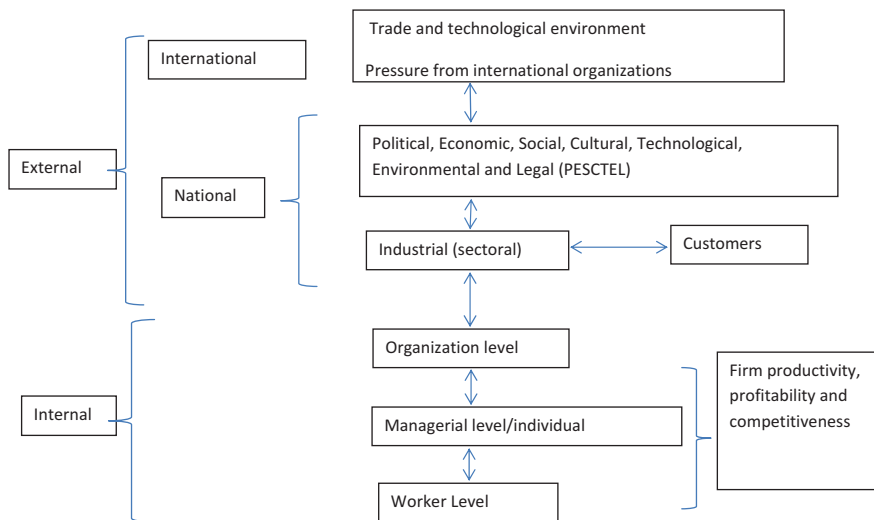 Trade and technological environment
International
Pressure from international organizations
Political, Economic, Social, Cultural, Technological,
Environmental and Legal (PESCTEL)
External
National
Industrial (sectoral)
Customers
Organization level
Firm productivity,
profitability and
competitiveness
Internal
Managerial level/individual
Worker Level